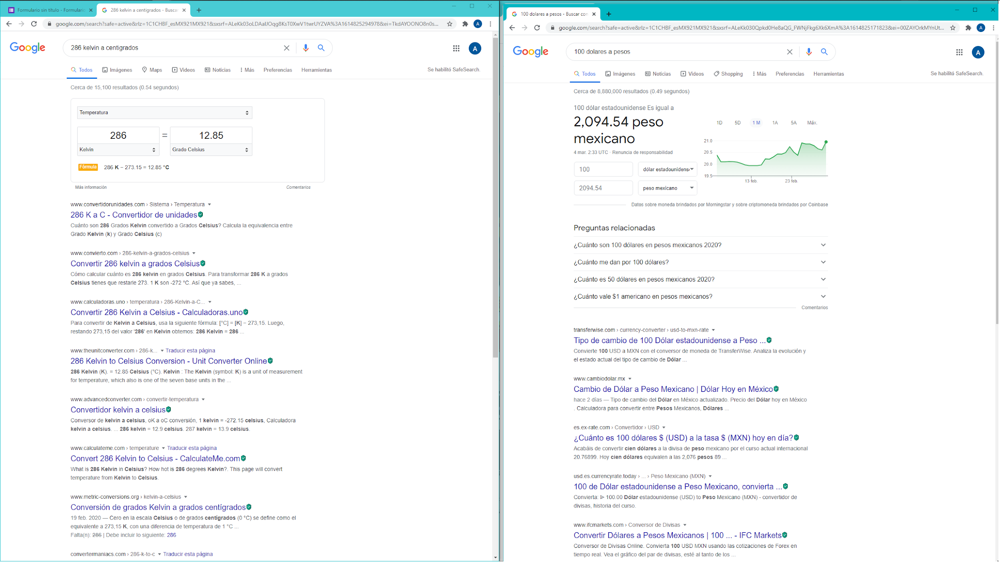 Formulario sin título - Formulario
286 kelvin a centigrados - Buscar
google.com/search?safe=active&rlz=1C1CHBF_esMX921MX921&sxsrf=ALeKk03oLDAaIJOqg8KsT0XwV1twrUYZVA%3A1614825294978&ei=TkdAYOONO8n0s...
A
Google
286 kelvin a centigrados
A
Todos Imágenes Maps Videos Noticias Más Preferencias Herramientas
Se habilitó SafeSearch.
Cerca de 15,100 resultados (0.54 segundos)
Temperatura
286 = 12.85
Kelvin Grado Celsius
Fórmula 286 K − 273.15 = 12.85 °C
Más información Comentarios
www.convertidorunidades.com › Sistema › Temperatura
286 K a C - Convertidor de unidades
Cuánto son 286 Grados Kelvin convertido a Grados Celsius? Calcula la equivalencia entre
Grado Kelvin (k) y Grado Celsius (c)
www.convierto.com › 286-kelvin-a-grados-celsius
Convertir 286 kelvin a grados Celsius
Cómo calcular cuánto es 286 kelvin en grados Celsius. Para transformar 286 K a grados
Celsius tienes que restarle 273. 1 K son -272 °C. Así que ya sabes, ...
www.calculadoras.uno › temperatura › 286-Kelvin-a-C...
Convertir 286 Kelvin a Celsius - Calculadoras.uno
Para convertir de Kelvin a Celsius, usa la siguiente fórmula: [°C] = [K] − 273,15. Luego,
restando 273,15 del valor '286' en Kelvin obtemos: 286 Kelvin = 286 ...
www.theunitconverter.com › 286-k... Traducir esta página
286 Kelvin to Celsius Conversion - Unit Converter Online
286 Kelvin (K). = 12.85 Celsius (°C). Kelvin : The Kelvin (symbol: K) is a unit of measurement
for temperature, which also is one of the seven base units in the ...
www.advancedconverter.com › convertir-temperatura
Convertidor kelvin a celsius
Conversor de kelvin a celsius, oK a oC conversión, 1 kelvin = -272.15 celsius, Calculadora
kelvin a celsius. ... 286 kelvin = 12.9 celsius. 287 kelvin = 13.9 celsius.
www.calculateme.com › temperature Traducir esta página
Convert 286 Kelvin to Celsius - CalculateMe.com
What is 286 Kelvin in Celsius? How hot is 286 degrees Kelvin?. This page will convert
temperature from Kelvin to Celsius.
www.metric-conversions.org › kelvin-a-celsius
Conversión de grados Kelvin a grados centígrados
19 feb. 2020 — Cero en la escala Celsius o de grados centígrados (0 °C) se define como el
equivalente a 273,15 K, con una diferencia de temperatura de 1 °C ...
Falta(n): 286 | Debe incluir lo siguiente: 286
convertermaniacs.com › 286-k-to-c Traducir esta página
100 dolares a pesos - Buscar con
google.com/search?safe=active&rlz=1C1CHBF_esMX921MX921&sxsrf=ALeKk030Qpkd0He8aQG_FWNjFkg6Xk6XmA%3A1614825171823&ei=00ZAYOrkMYnUt...
A
Google
100 dolares a pesos
A
Todos Imágenes Noticias Videos Shopping Más Preferencias Herramientas
Se habilitó SafeSearch.
Cerca de 8,880,000 resultados (0.49 segundos)
100 dólar estadounidense Es igual a
2,094.54 peso
mexicano
4 mar. 2:33 UTC · Renuncia de responsabilidad
100 dólar estadounidens
2094.54 peso mexicano
1D 5D 1 M 1A 5A Máx.
21.0
20.5
20.0
19.5
13 feb. 23 feb.
Datos sobre moneda brindados por Morningstar y sobre criptomoneda brindados por Coinbase
Preguntas relacionadas
¿Cuánto son 100 dólares en pesos mexicanos 2020?
¿Cuánto me dan por 100 dólares?
¿Cuánto es 50 dólares en pesos mexicanos 2020?
¿Cuánto vale $1 americano en pesos mexicanos?
Comentarios
transferwise.com › currency-converter › usd-to-mxn-rate
Tipo de cambio de 100 Dólar estadounidense a Peso ...
Convierte 100 USD a MXN con el conversor de moneda de TransferWise. Analiza la evolución y
el estado actual del tipo de cambio de Dólar ...
www.cambiodolar.mx
Cambio de Dólar a Peso Mexicano | Dólar Hoy en México
hace 2 días — Tipo de cambio del Dólar en México actualizado. Precio del Dólar hoy en México
. Calculadora para convertir entre Pesos Mexicanos, Dólares ...
es.ex-rate.com › Convertidor › USD
¿Cuánto es 100 dólares $ (USD) a la tasa $ (MXN) hoy en día?
Acabáis de convertir cien dólares a la divisa de peso mexicano por el curso actual internacional
20.76899. Hoy cien dólares equivalen a las 2,076 pesos 89 ...
usd.es.currencyrate.today › ... › Peso Mexicano (MXN)
100 de Dólar estadounidense a Peso Mexicano, convierta ...
Convierta: ᐉ 100.00 Dólar estadounidense (USD) to Peso Mexicano (MXN) - convertidor de
divisas, historia del curso.
www.ifcmarkets.com › Conversor de Divisas
Convertir Dólares a Pesos Mexicanos | 100 ... - IFC Markets
Conversor de Divisas Online. Convierta 100 USD MXN usando las cotizaciones de Forex en
tiempo real. Vea el gráfico del par de divisas, esté al tanto de los ...